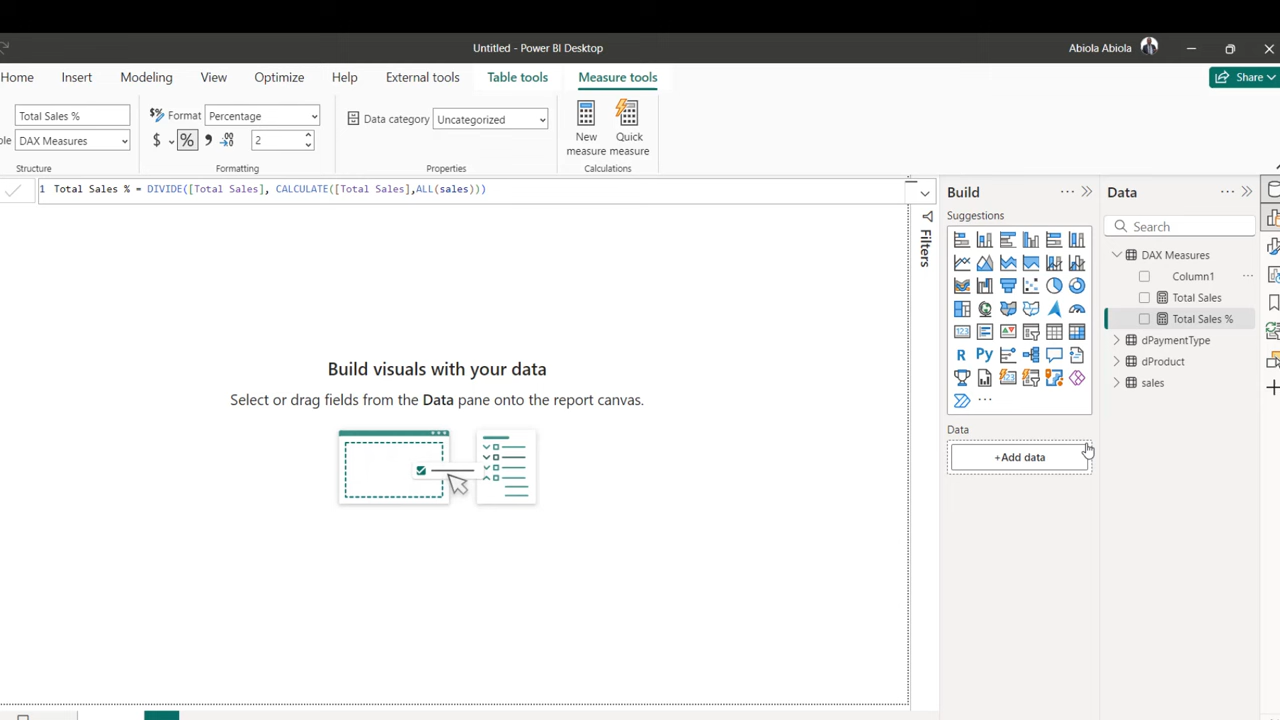 Untitled - Power BI Desktop
Abiola Abiola
Home Insert Modeling View Optimize Help External tools Table tools Measure tools
Share
Total Sales %
Format Percentage
Data category Uncategorized
New measure
Quick measure
DAX Measures
$ % 2
Structure
Formatting
Properties
Calculations
1 Total Sales % = DIVIDE([Total Sales], CALCULATE([Total Sales],ALL(sales)))
Filters
Build visuals with your data
Select or drag fields from the Data pane onto the report canvas.
Build
Suggestions
R Py
Data
+Add data
Data
Search
DAX Measures
Column1
Total Sales
Total Sales %
dPaymentType
dProduct
sales